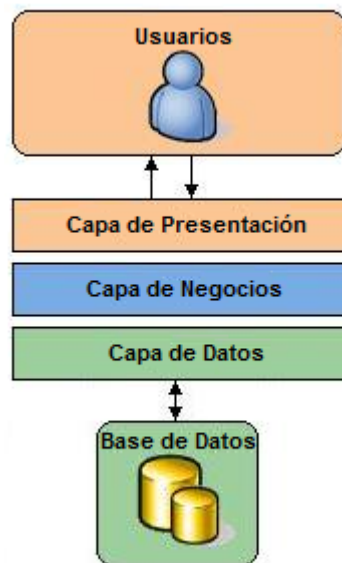 Usuarios
Capa de Presentación
Capa de Negocios
Capa de Datos
Base de Datos